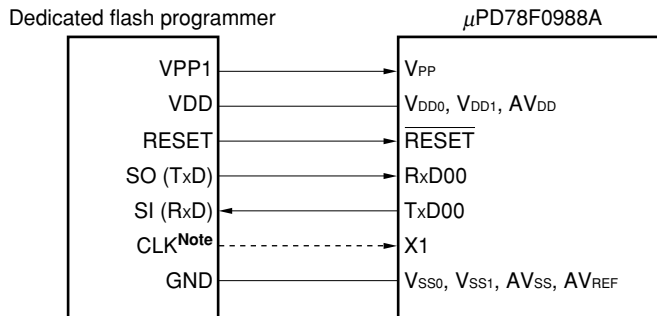 Dedicated flash programmer
μPD78F0988A
VPP1
VPP
VDD
VDD0, VDD1, AVDD
RESET
RESET
SO (TxD)
RxD00
SI (RxD)
TxD00
CLKNote
X1
GND
VSS0, VSS1, AVSS, AVREF